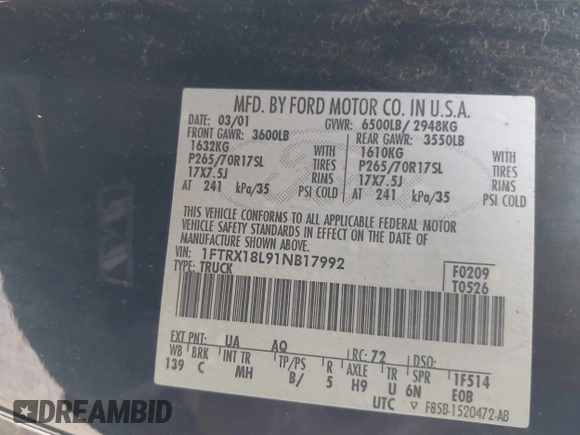 MFD. BY FORD MOTOR CO. IN U.S.A.
DATE: 03/01 GVWR: 6500LB/ 2948KG
FRONT GAWR: 3600LB REAR GAWR: 3550LB
1632KG WITH 1610KG WITH
P265/70R17SL TIRES P265/70R17SL TIRES
17X7.5J RIMS 17X7.5J RIMS
AT 241 kPa/35 PSI COLD AT 241 kPa/35 PSI COLD
THIS VEHICLE CONFORMS TO ALL APPLICABLE FEDERAL MOTOR
VEHICLE SAFETY STANDARDS IN EFFECT ON THE DATE OF
MANUFACTURE SHOWN ABOVE.
VIN: 1FTRX18L91NB17992
TYPE: TRUCK
F0209
T0526
EXT PNT: UA AQ RC: 72 DSO:
WB BRK INT TR TP/PS R AXLE TR SPR 1F514
139 C MH B/ 5 H9 U 6N E0B
UTC ▽ F85B-1520472-AB
DREAMBID